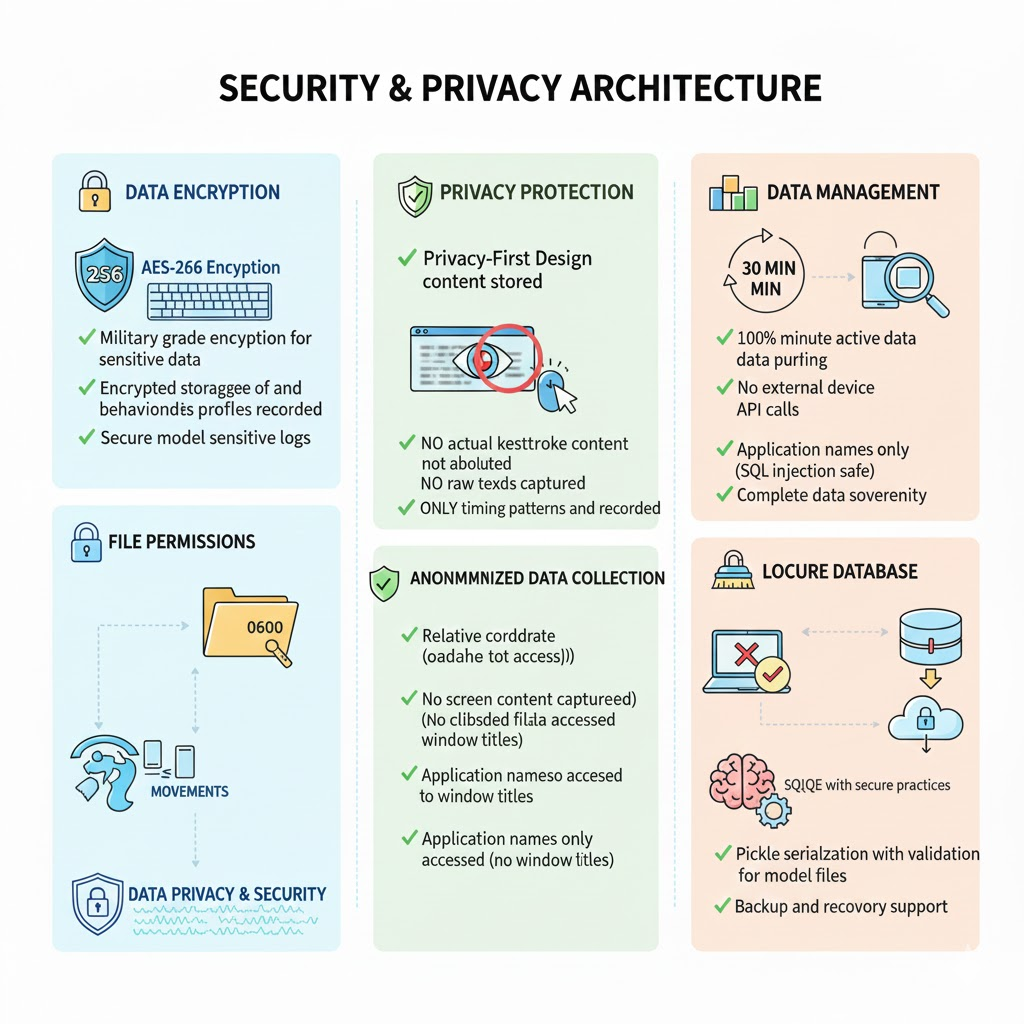 SECURITY & PRIVACY ARCHITECTURE
DATA ENCRYPTION
256
AES-266 Encyption
Military grade encyption for
sensitive data
Encrypted storaggee of and
behaviondès profles recorded
Secure model sensitive logs
FILE PERMISSIONS
0600
MOVEMENTS
DATA PRIVACY & SECURITY
PRIVACY PROTECTION
Privacy-First Design
content stored
NO actual kesttroke content
not aboluted
NO raw texds captured
ONLY timing patterns and recorded
ANONMMNIZED DATA COLLECTION
Relative corddrate
(oadahe tot access)))
No screen content captureed)
(No clibsded filala accessed
window titles)
Application nameso accesed
to window titles
Application names only
accessed (no window titles)
DATA MANAGEMENT
30 MIN
MIN
100% minute active data
data purfing
No external device
API calls
Application names only
(SQL injection safe)
Complete data soverenity
LOCURE DATABASE
SQIQE with secure practices
Pickle serialzation with validation
for model files
Backup and recovery support